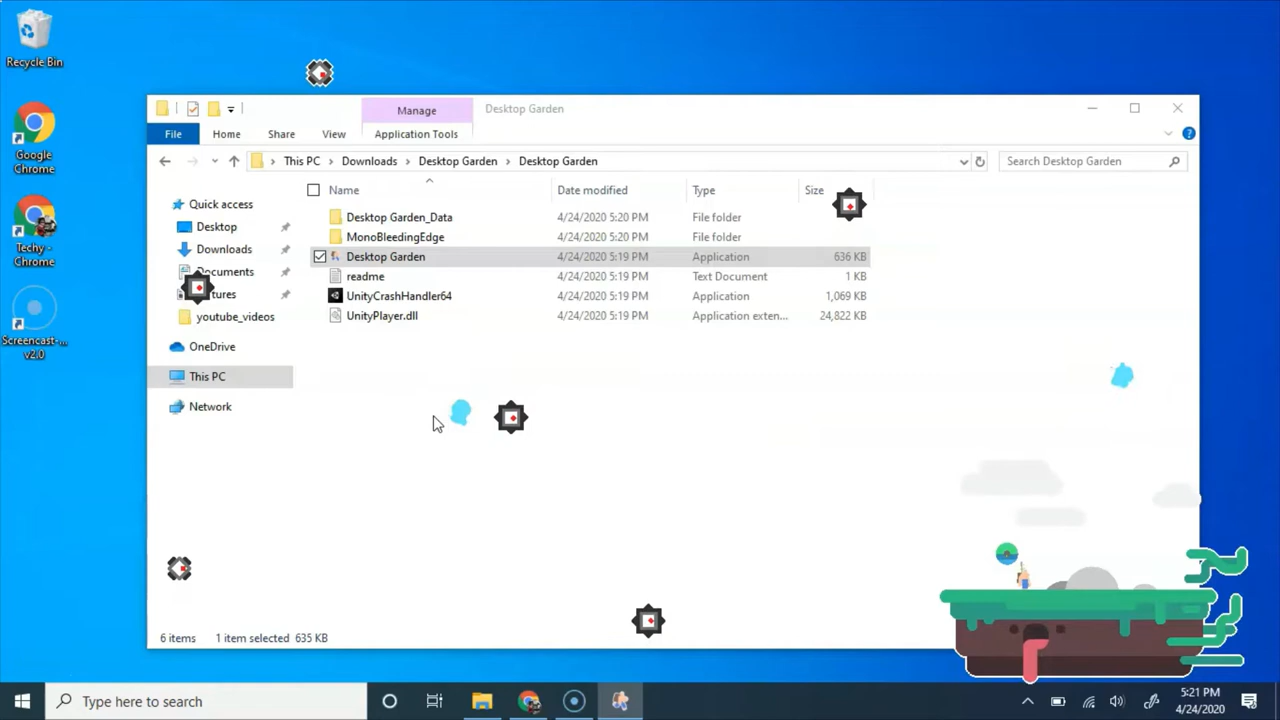 Recycle Bin
Google
Chrome
Techy -
Chrome
Screencast-...
v2.0
Manage
Desktop Garden
File
Home
Share
View
Application Tools
This PC
Downloads
Desktop Garden
Desktop Garden
Search Desktop Garden
Name
Date modified
Type
Size
Quick access
Desktop
Downloads
Documents
youtube_videos
OneDrive
This PC
Network
Desktop Garden_Data 4/24/2020 5:20 PM File folder
MonoBleedingEdge 4/24/2020 5:20 PM File folder
Desktop Garden 4/24/2020 5:19 PM Application 636 KB
readme 4/24/2020 5:19 PM Text Document 1 KB
UnityCrashHandler64 4/24/2020 5:19 PM Application 1,069 KB
UnityPlayer.dll 4/24/2020 5:19 PM Application exten... 24,822 KB
6 items 1 item selected 635 KB
Type here to search
5:21 PM
4/24/2020